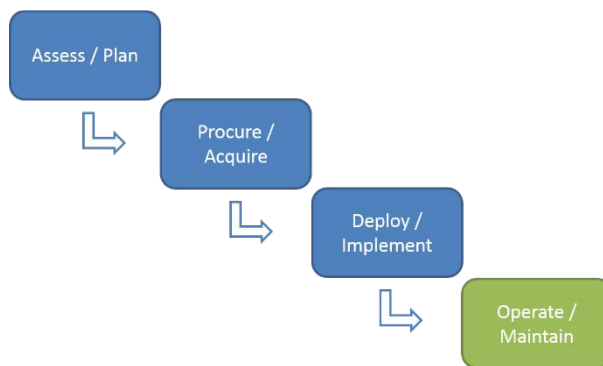 Assess / Plan
Procure /
Acquire
Deploy /
Implement
Operate /
Maintain